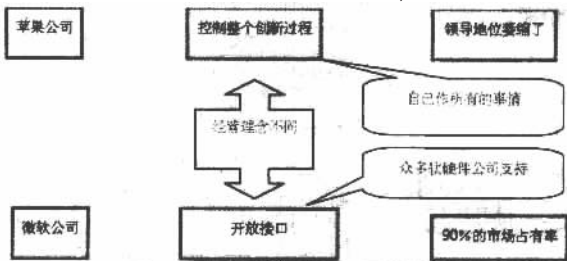 苹果公司
控制整个创新过程
领导地位萎缩了
自己作所有的事情
经营理念不同
众多软硬件公司支持
微软公司
开放接口
90%的市场占有率